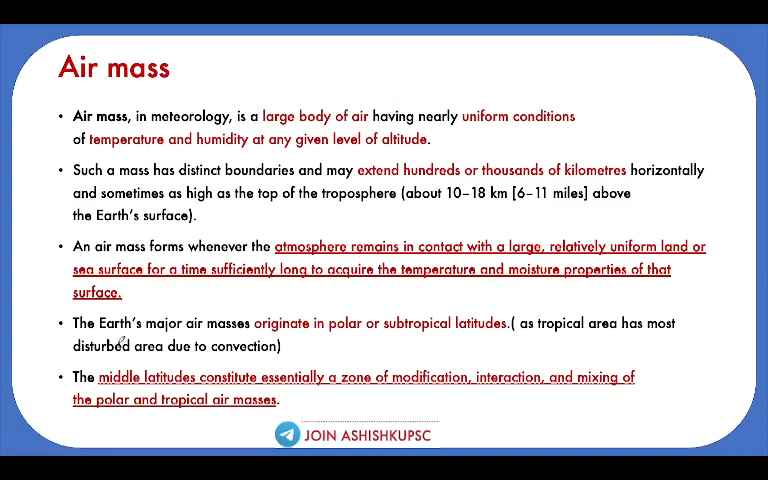 Air mass
• Air mass, in meteorology, is a large body of air having nearly uniform conditions
of temperature and humidity at any given level of altitude.
• Such a mass has distinct boundaries and may extend hundreds or thousands of kilometres horizontally
and sometimes as high as the top of the troposphere (about 10–18 km [6–11 miles] above
the Earth's surface).
• An air mass forms whenever the atmosphere remains in contact with a large, relatively uniform land or
sea surface for a time sufficiently long to acquire the temperature and moisture properties of that
surface.
• The Earth's major air masses originate in polar or subtropical latitudes.( as tropical area has most
disturbed area due to convection)
• The middle latitudes constitute essentially a zone of modification, interaction, and mixing of
the polar and tropical air masses.
JOIN ASHISHKUPSC